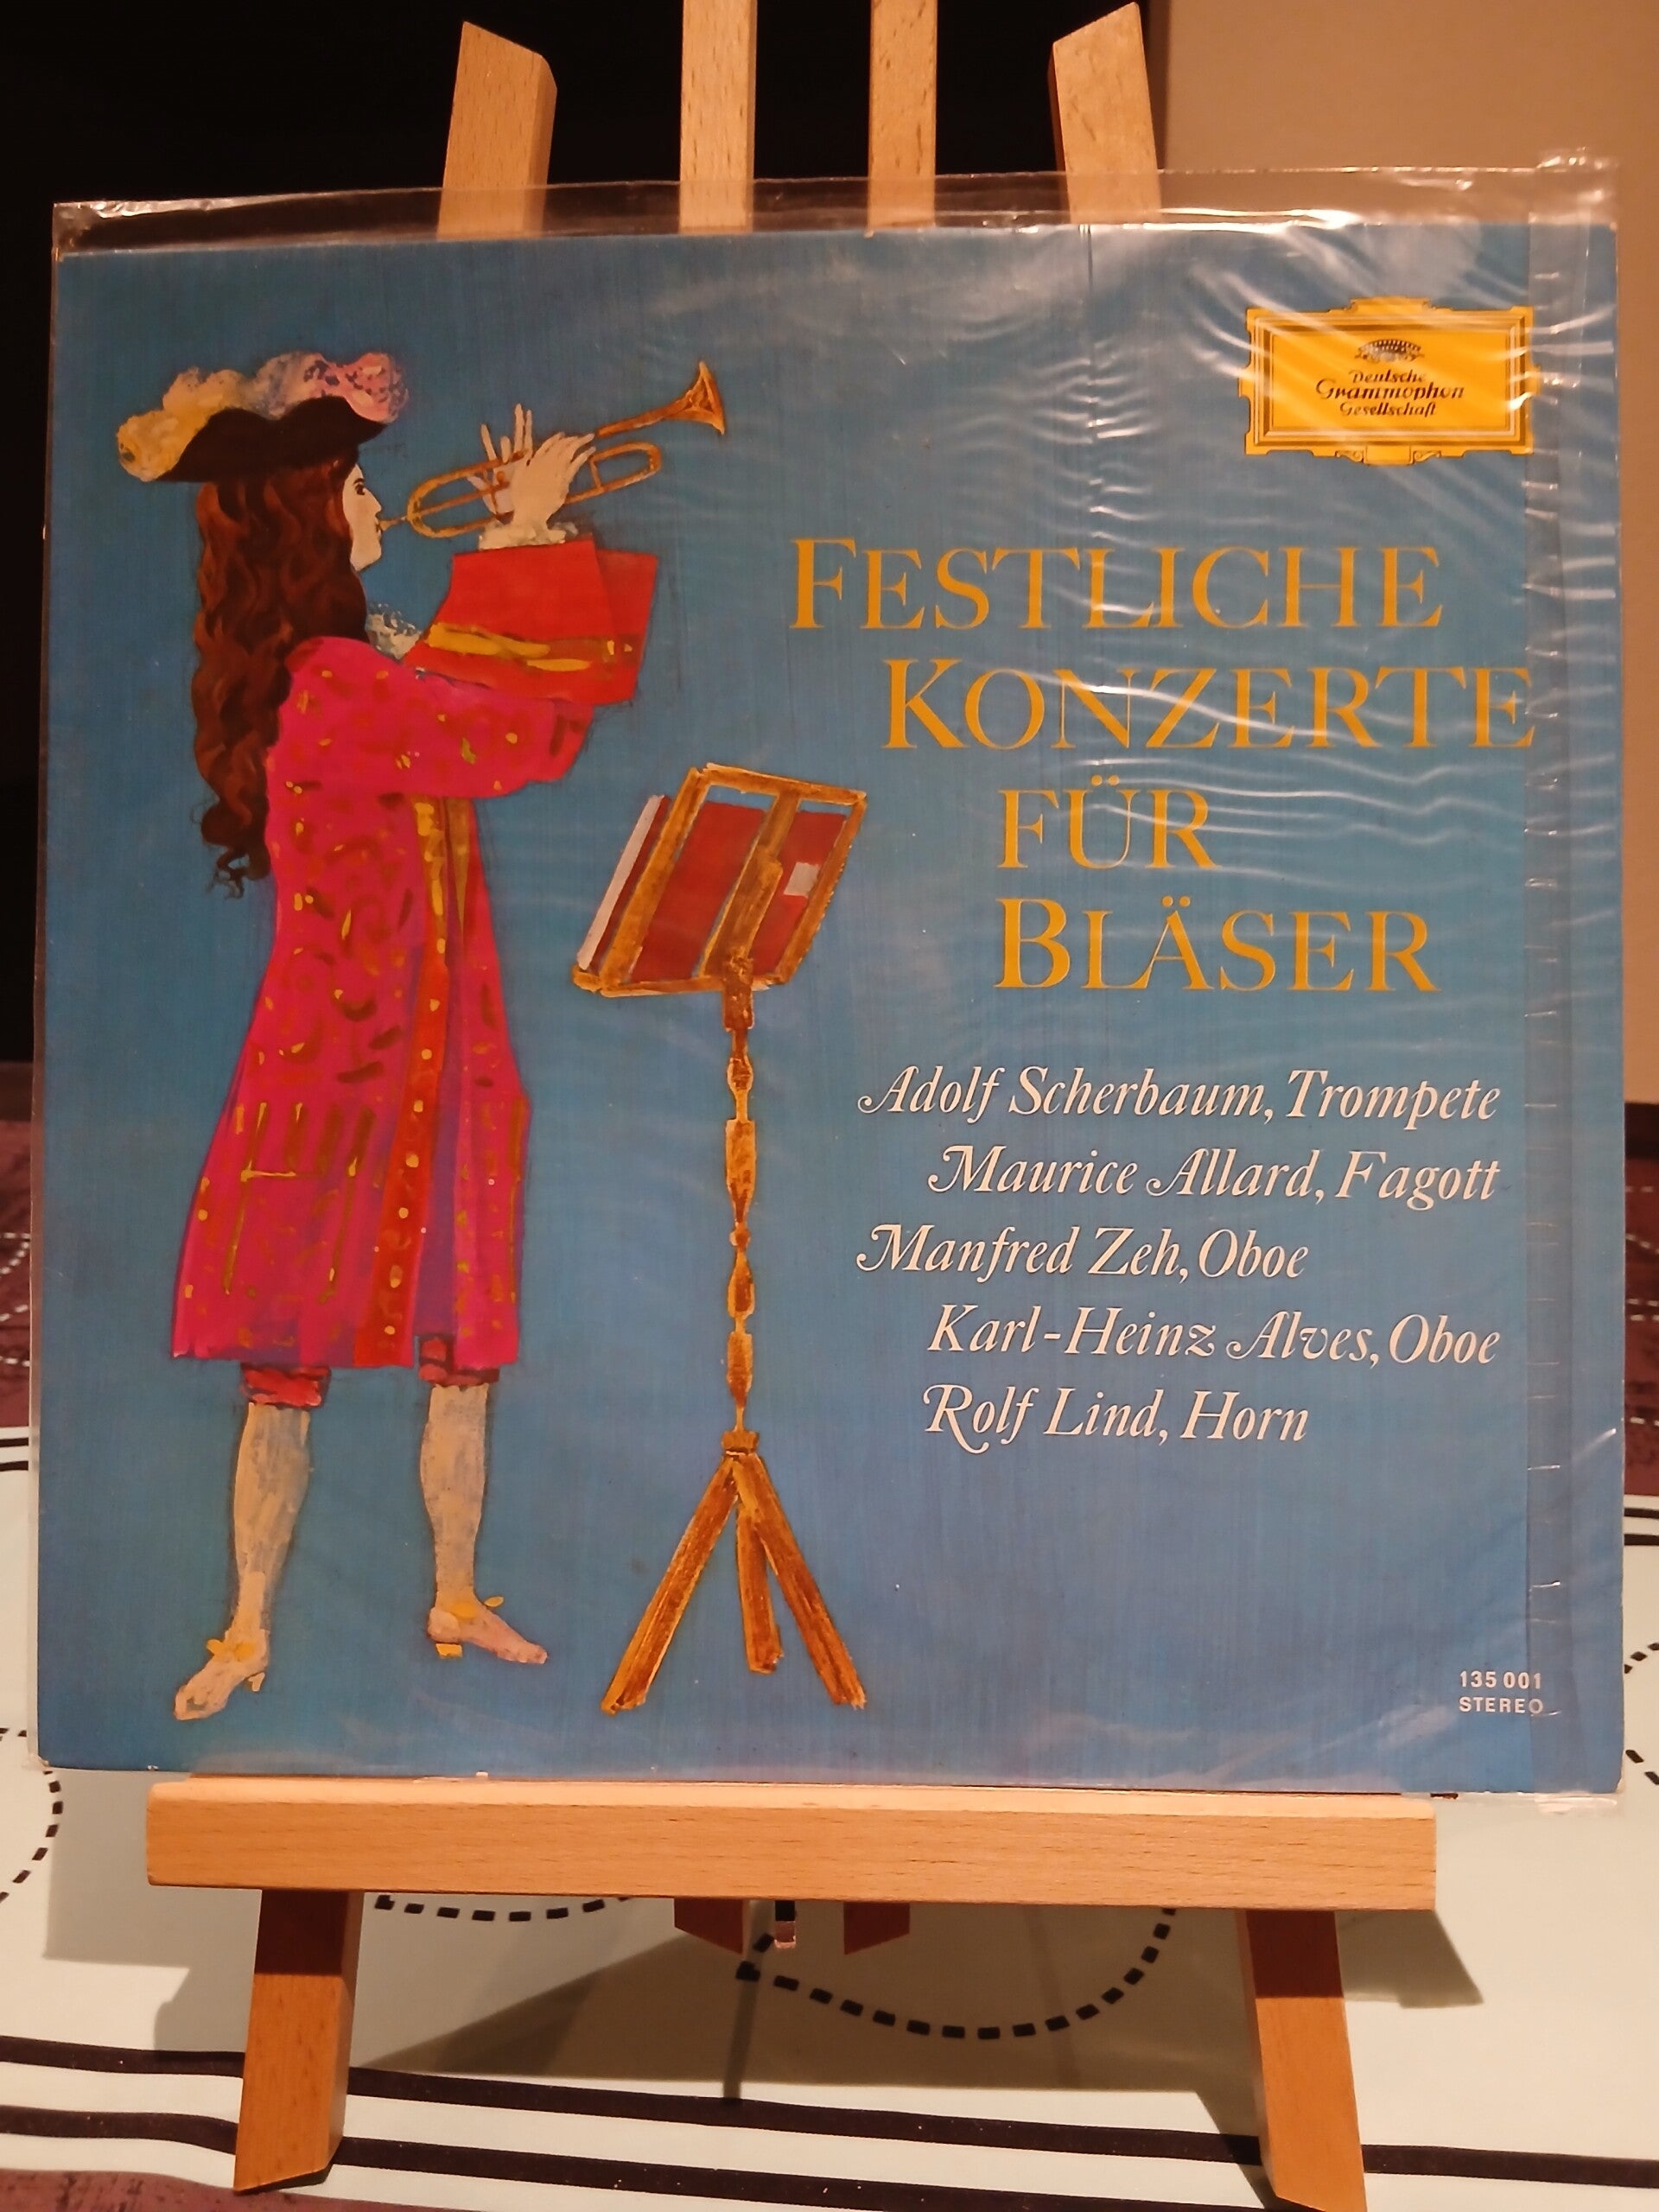 Deutsche
Grammophon
Gesellschaft
FESTLICHE
KONZERTE
FÜR
BLÄSER
Adolf Scherbaum, Trompete
Maurice Allard, Fagott
Manfred Zeh, Oboe
Karl-Heinz Alves, Oboe
Rolf Lind, Horn
135 001
STEREO